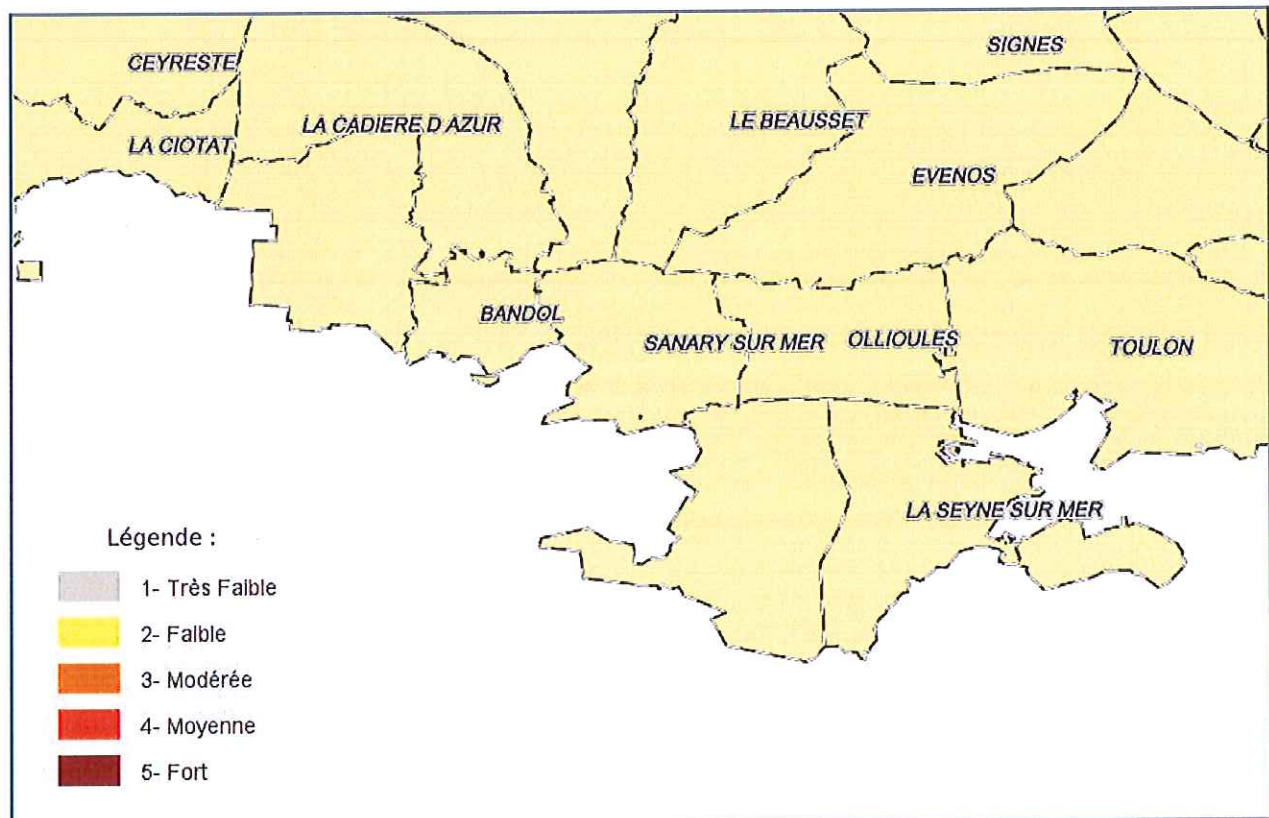 SIGNES
CEYRESTE
LE BEAUSSET
LA CADIERE D AZUR
LA CIOTAT
EVENOS
BANDOL
SANARY SUR MER
OLLIOULES
TOULON
LA SEYNE SUR MER
Légende :
1- Très Faible
2- Faible
3- Modérée
4- Moyenne
5- Fort